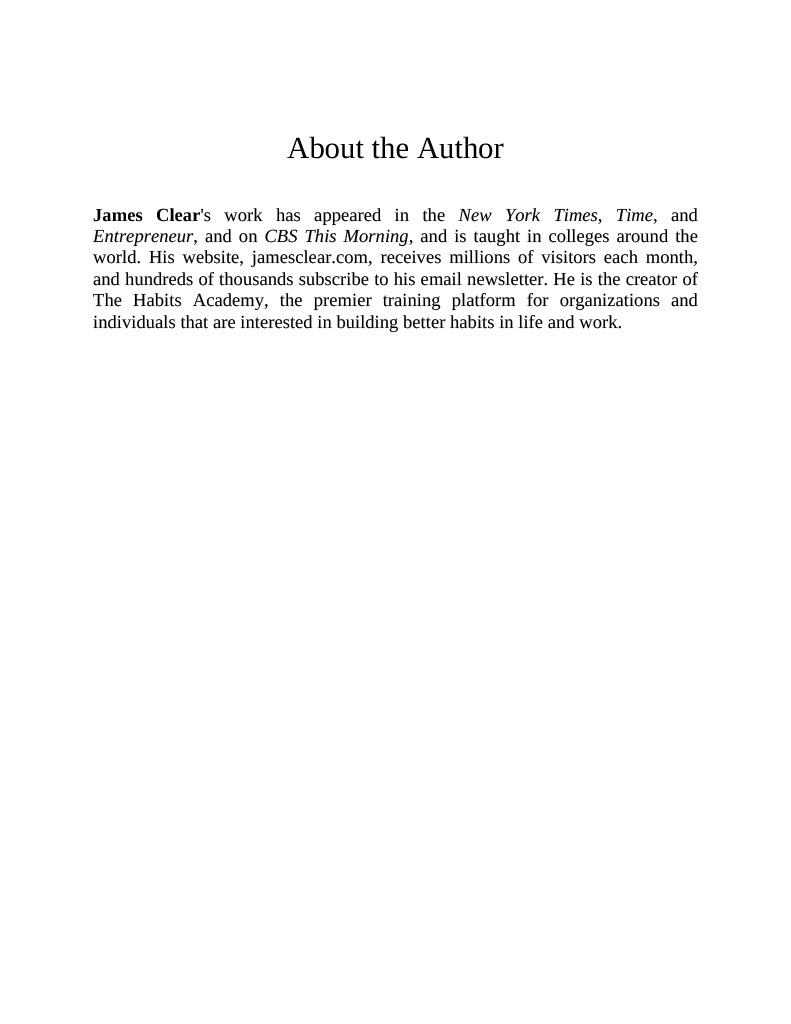 About the Author
James Clear's work has appeared in the New York Times, Time, and
Entrepreneur, and on CBS This Morning, and is taught in colleges around the
world. His website, jamesclear.com, receives millions of visitors each month,
and hundreds of thousands subscribe to his email newsletter. He is the creator of
The Habits Academy, the premier training platform for organizations and
individuals that are interested in building better habits in life and work.